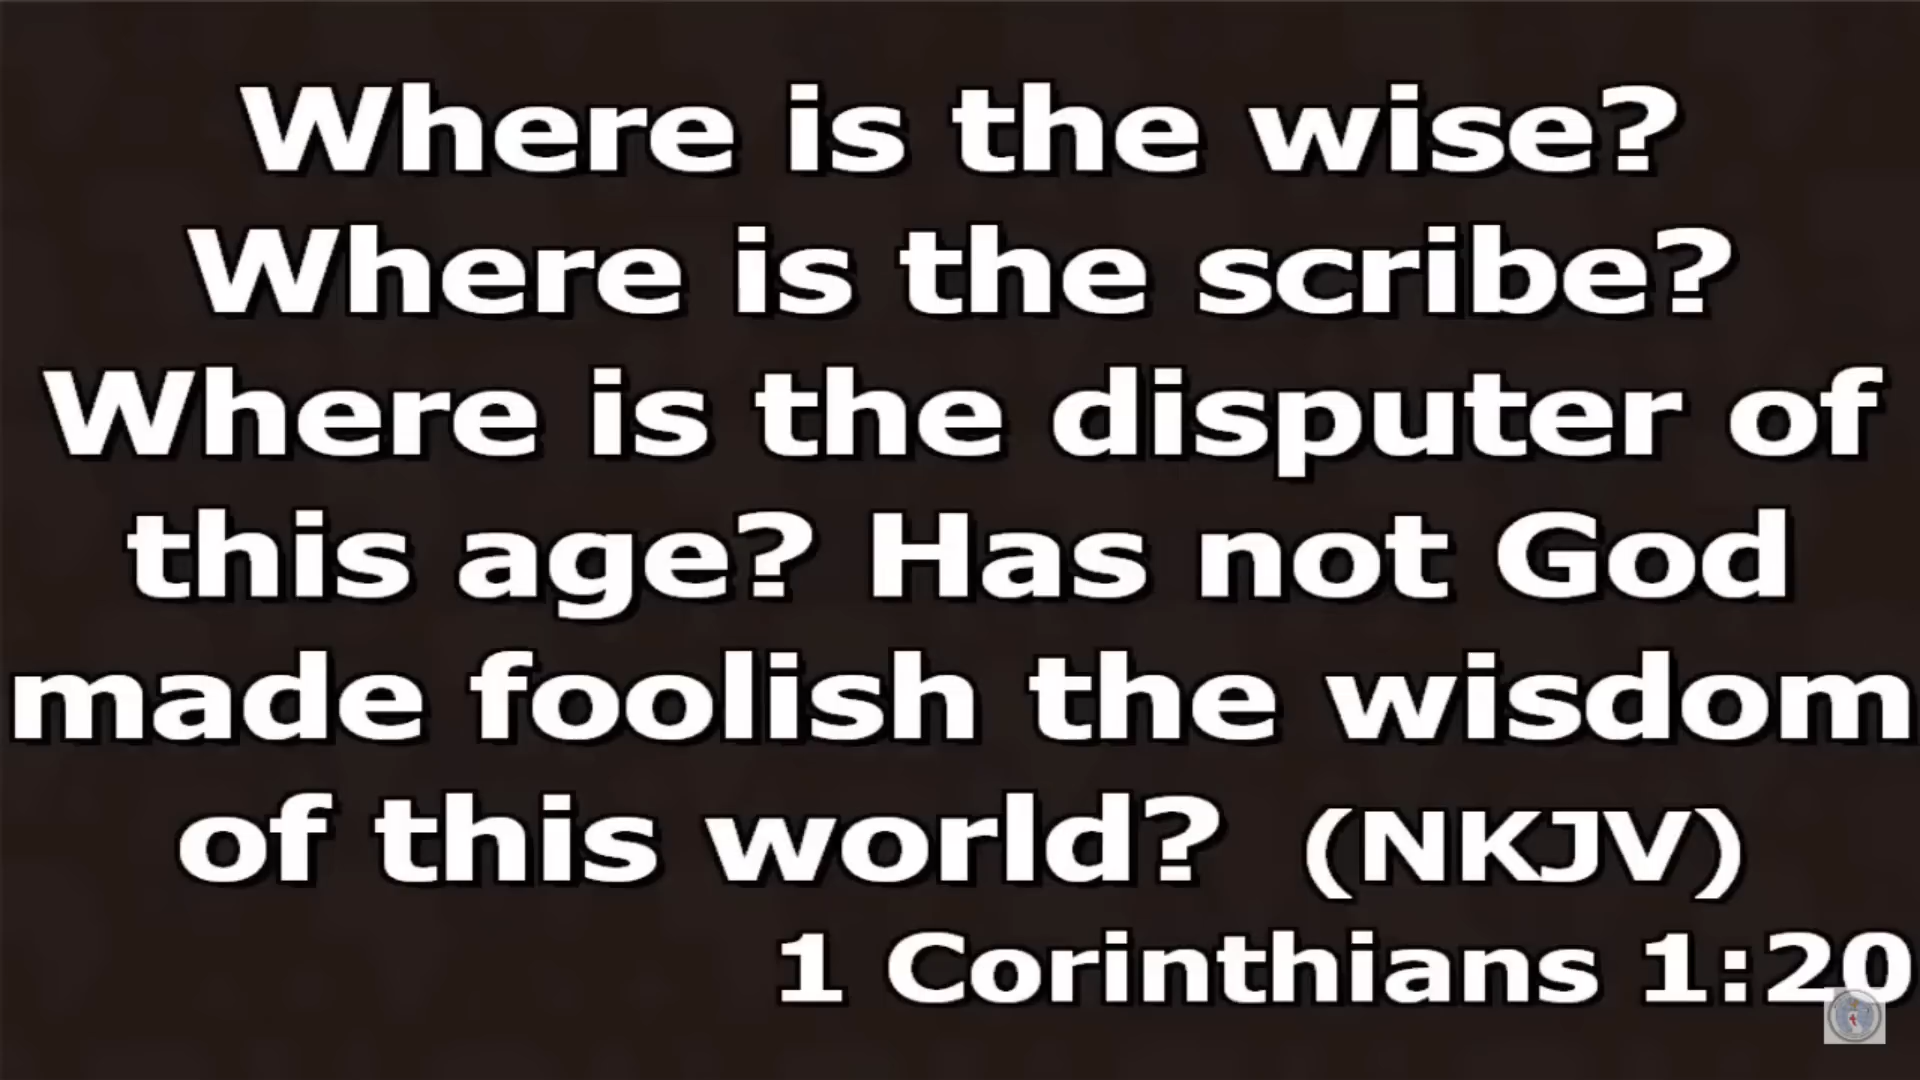 Where is the wise?
Where is the scribe?
Where is the disputer of
this age? Has not God
made foolish the wisdom
of this world? (NKJV)
1 Corinthians 1:20